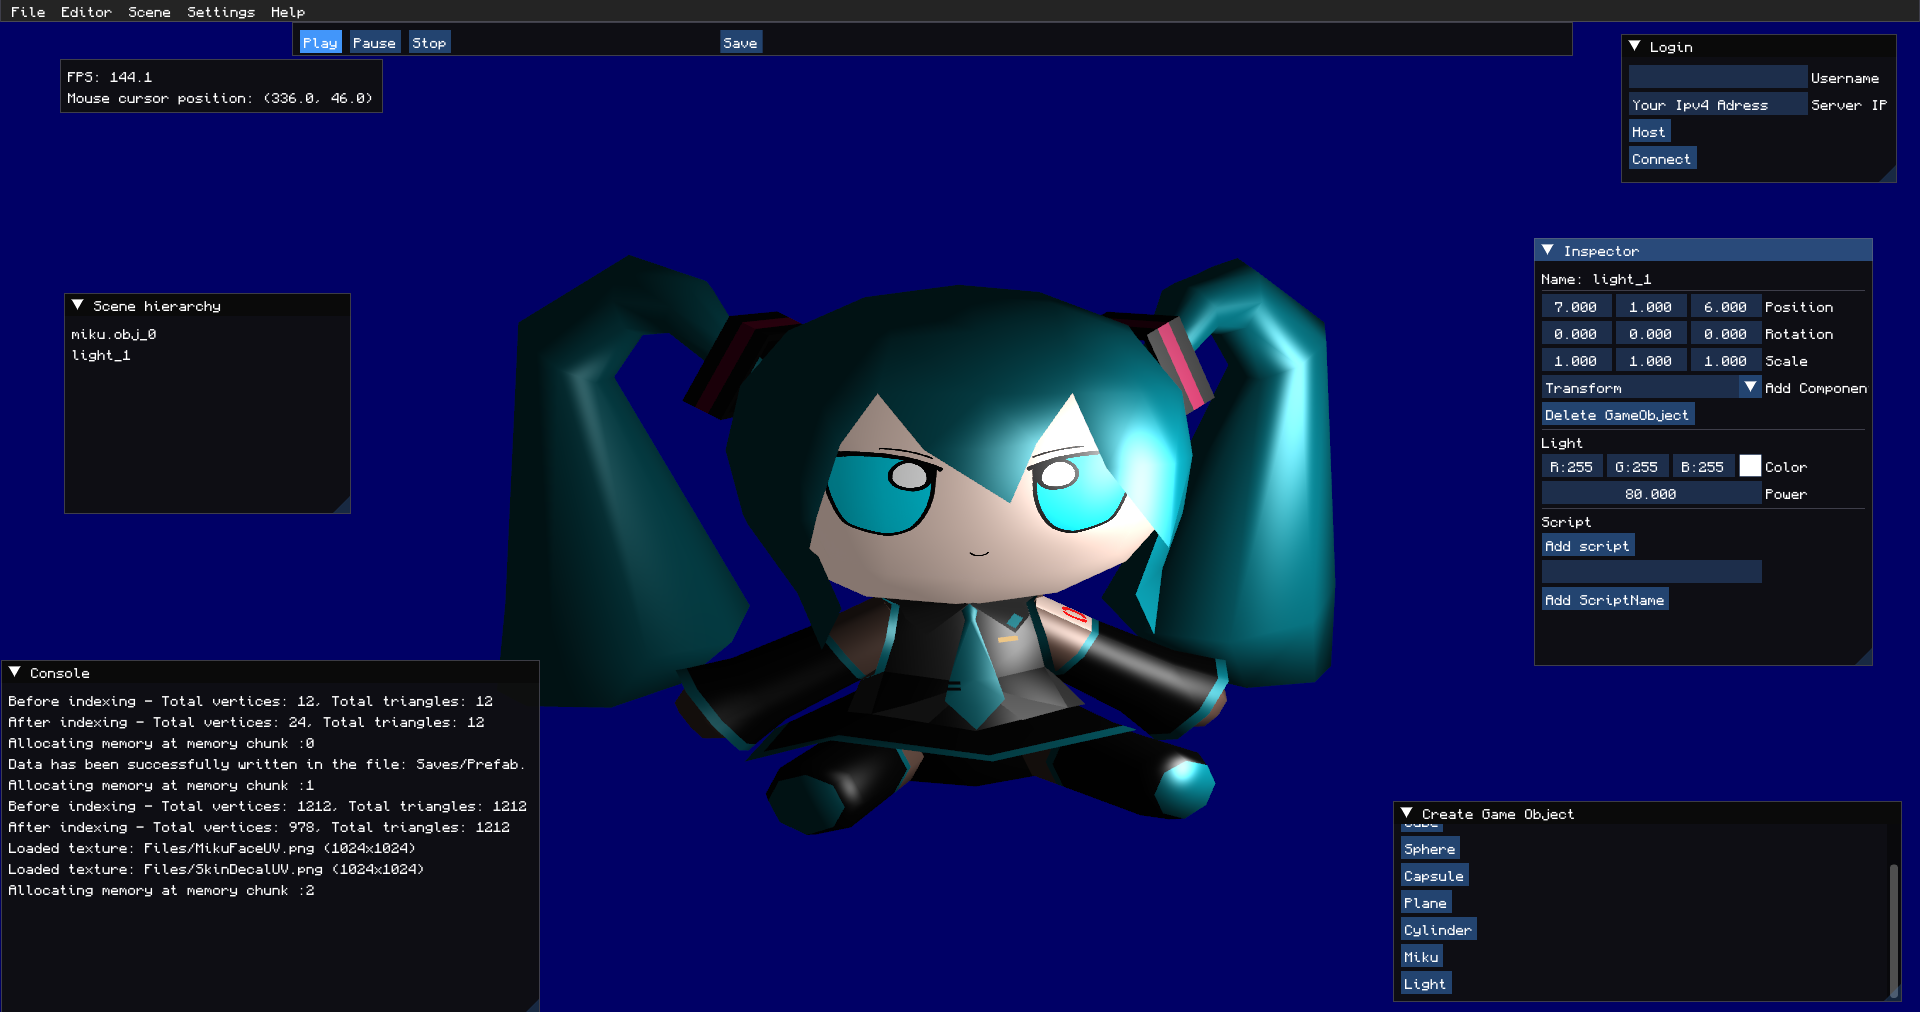 File Editor Scene Settings Help
Play Pause Stop Save
FPS: 144.1
Mouse cursor position: (336.0, 46.0)
Login
Username
Your Ipv4 Adress Server IP
Host
Connect
Scene hierarchy
miku.obj_0
light_1
Inspector
Name: light_1
7.000 1.000 6.000 Position
0.000 0.000 0.000 Rotation
1.000 1.000 1.000 Scale
Transform Add Componen
Delete GameObject
Light
R:255 G:255 B:255 Color
80.000 Power
Script
Add script
Add ScriptName
Console
Before indexing - Total vertices: 12, Total triangles: 12
After indexing - Total vertices: 24, Total triangles: 12
Allocating memory at memory chunk :0
Data has been successfully written in the file: Saves/Prefab.
Allocating memory at memory chunk :1
Before indexing - Total vertices: 1212, Total triangles: 1212
After indexing - Total vertices: 978, Total triangles: 1212
Loaded texture: Files/MikuFaceUV.png (1024x1024)
Loaded texture: Files/SkinDecalUV.png (1024x1024)
Allocating memory at memory chunk :2
Create Game Object
Cube
Sphere
Capsule
Plane
Cylinder
Miku
Light